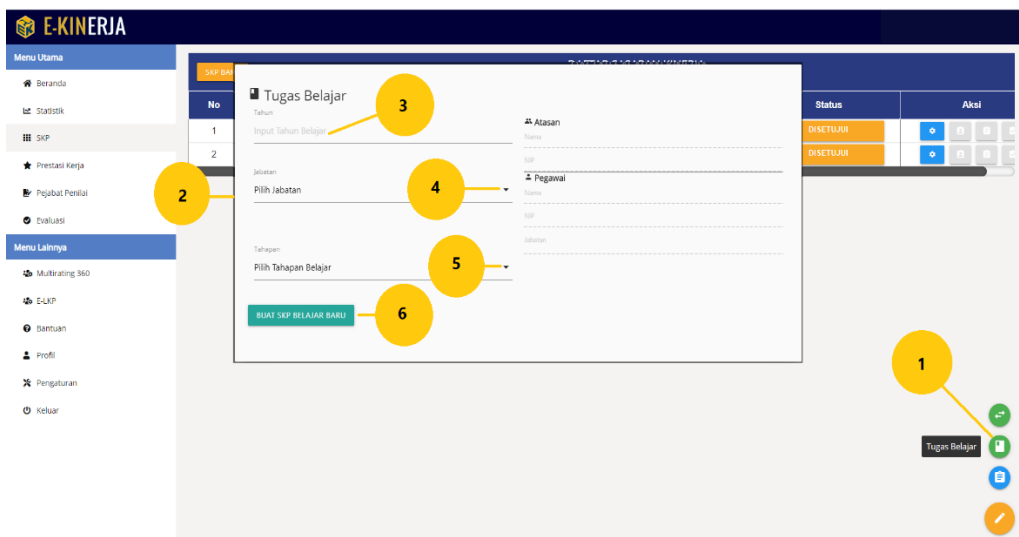 E-KINERJA
Menu Utama
Beranda
Statistik
SKP
Prestasi Kerja
Pejabat Penilai
Evaluasi
Menu Lainnya
Multirating 360
E-LKP
Bantuan
Profil
Pengaturan
Keluar
SKP
No
Status
Aksi
1
DISETUJUI
2
DISETUJUI
Tugas Belajar
Tahun
Input Tahun Belajar
Jabatan
Pilih Jabatan
Tahapan
Pilih Tahapan Belajar
BUAT SKP BELAJAR BARU
Atasan
Nama
NIP
Pegawai
Nama
NIP
Jabatan
1
2
3
4
5
6
Tugas Belajar